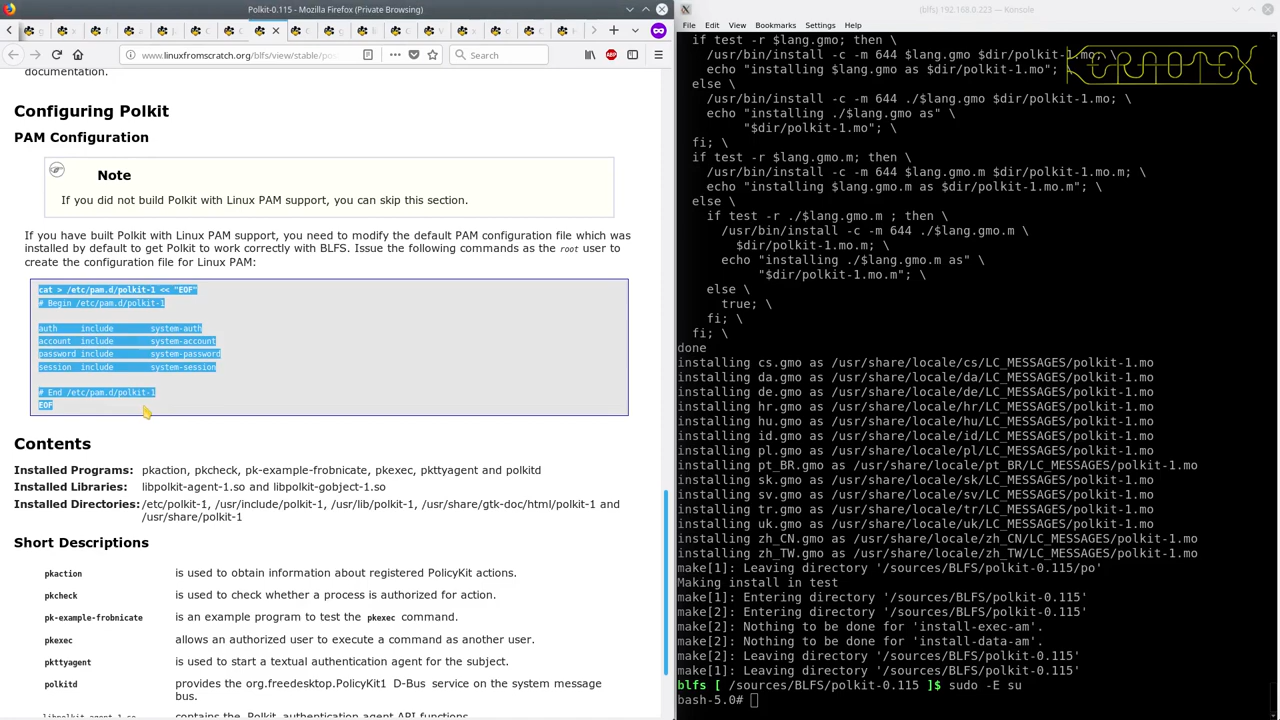 Polkit-0.115 - Mozilla Firefox (Private Browsing)
www.linuxfromscratch.org/blfs/view/stable/po
Search
documentation.
Configuring Polkit
PAM Configuration
Note
If you did not build Polkit with Linux PAM support, you can skip this section.
If you have built Polkit with Linux PAM support, you need to modify the default PAM configuration file which was
installed by default to get Polkit to work correctly with BLFS. Issue the following commands as the root user to
create the configuration file for Linux PAM:
cat > /etc/pam.d/polkit-1 << "EOF"
# Begin /etc/pam.d/polkit-1
auth include system-auth
account include system-account
password include system-password
session include system-session
# End /etc/pam.d/polkit-1
EOF
Contents
Installed Programs: pkaction, pkcheck, pk-example-frobnicate, pkexec, pkttyagent and polkitd
Installed Libraries: libpolkit-agent-1.so and libpolkit-gobject-1.so
Installed Directories: /etc/polkit-1, /usr/include/polkit-1, /usr/lib/polkit-1, /usr/share/gtk-doc/html/polkit-1 and
/usr/share/polkit-1
Short Descriptions
pkaction is used to obtain information about registered PolicyKit actions.
pkcheck is used to check whether a process is authorized for action.
pk-example-frobnicate is an example program to test the pkexec command.
pkexec allows an authorized user to execute a command as another user.
pkttyagent is used to start a textual authentication agent for the subject.
polkitd provides the org.freedesktop.PolicyKit1 D-Bus service on the system message
bus.
libpolkit-agent-1.so contains the Polkit authentication agent API functions.
(blfs) 192.168.0.223 — Konsole
File Edit View Bookmarks Settings Help
if test -r $lang.gmo; then \
/usr/bin/install -c -m 644 $lang.gmo $dir/polkit-1.mo; \
echo "installing $lang.gmo as $dir/polkit-1.mo"; \
else \
/usr/bin/install -c -m 644 ./$lang.gmo $dir/polkit-1.mo; \
echo "installing ./$lang.gmo as" \
"$dir/polkit-1.mo"; \
fi; \
if test -r $lang.gmo.m; then \
/usr/bin/install -c -m 644 $lang.gmo.m $dir/polkit-1.mo.m; \
echo "installing $lang.gmo.m as $dir/polkit-1.mo.m"; \
else \
if test -r ./$lang.gmo.m ; then \
/usr/bin/install -c -m 644 ./$lang.gmo.m \
$dir/polkit-1.mo.m; \
echo "installing ./$lang.gmo.m as" \
"$dir/polkit-1.mo.m"; \
else \
true; \
fi; \
fi; \
done
installing cs.gmo as /usr/share/locale/cs/LC_MESSAGES/polkit-1.mo
installing da.gmo as /usr/share/locale/da/LC_MESSAGES/polkit-1.mo
installing de.gmo as /usr/share/locale/de/LC_MESSAGES/polkit-1.mo
installing hr.gmo as /usr/share/locale/hr/LC_MESSAGES/polkit-1.mo
installing hu.gmo as /usr/share/locale/hu/LC_MESSAGES/polkit-1.mo
installing id.gmo as /usr/share/locale/id/LC_MESSAGES/polkit-1.mo
installing pl.gmo as /usr/share/locale/pl/LC_MESSAGES/polkit-1.mo
installing pt_BR.gmo as /usr/share/locale/pt_BR/LC_MESSAGES/polkit-1.mo
installing sk.gmo as /usr/share/locale/sk/LC_MESSAGES/polkit-1.mo
installing sv.gmo as /usr/share/locale/sv/LC_MESSAGES/polkit-1.mo
installing tr.gmo as /usr/share/locale/tr/LC_MESSAGES/polkit-1.mo
installing uk.gmo as /usr/share/locale/uk/LC_MESSAGES/polkit-1.mo
installing zh_CN.gmo as /usr/share/locale/zh_CN/LC_MESSAGES/polkit-1.mo
installing zh_TW.gmo as /usr/share/locale/zh_TW/LC_MESSAGES/polkit-1.mo
make[1]: Leaving directory '/sources/BLFS/polkit-0.115/po'
Making install in test
make[1]: Entering directory '/sources/BLFS/polkit-0.115'
make[2]: Entering directory '/sources/BLFS/polkit-0.115'
make[2]: Nothing to be done for 'install-exec-am'.
make[2]: Nothing to be done for 'install-data-am'.
make[2]: Leaving directory '/sources/BLFS/polkit-0.115'
make[1]: Leaving directory '/sources/BLFS/polkit-0.115'
blfs [ /sources/BLFS/polkit-0.115 ]$ sudo -E su
bash-5.0#